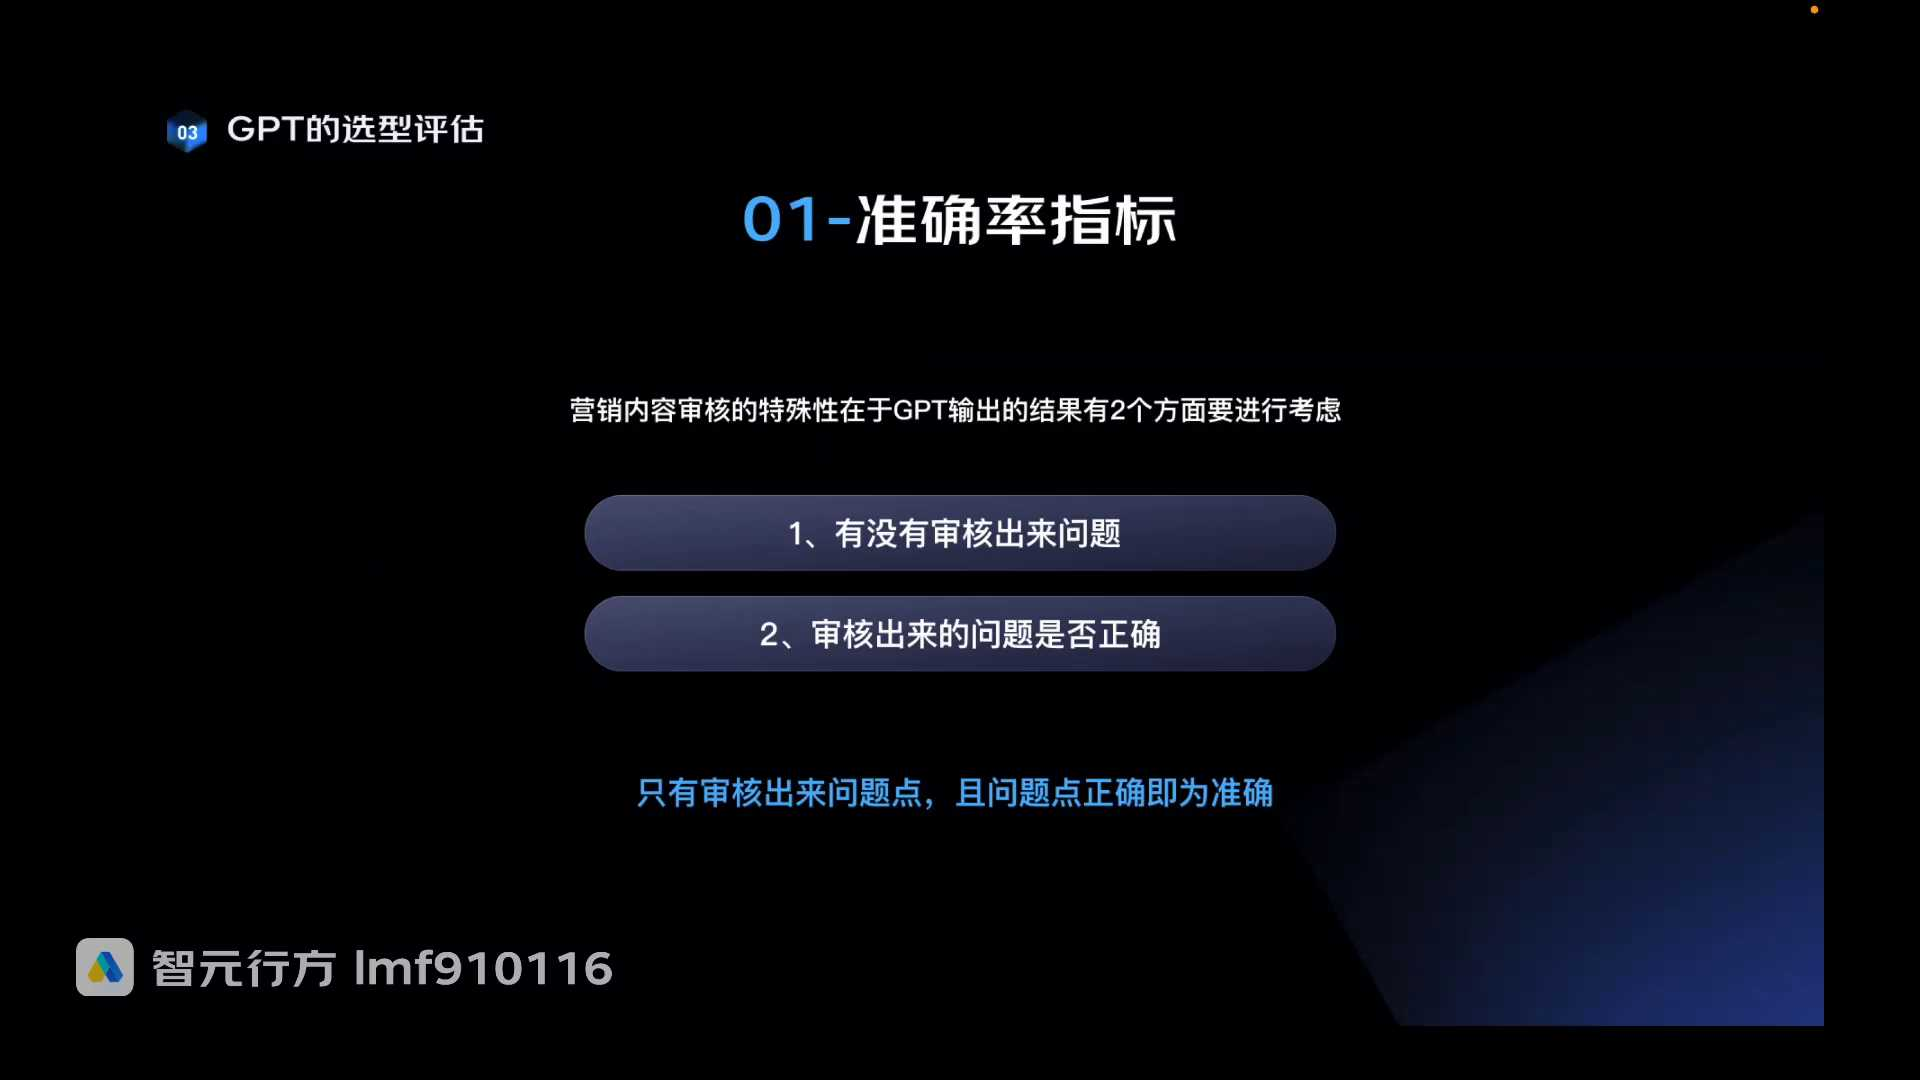 03 GPT的选型评估
01-准确率指标
营销内容审核的特殊性在于GPT输出的结果有2个方面要进行考虑
1、有没有审核出来问题
2、审核出来的问题是否正确
只有审核出来问题点，且问题点正确即为准确
智元行方 lmf910116